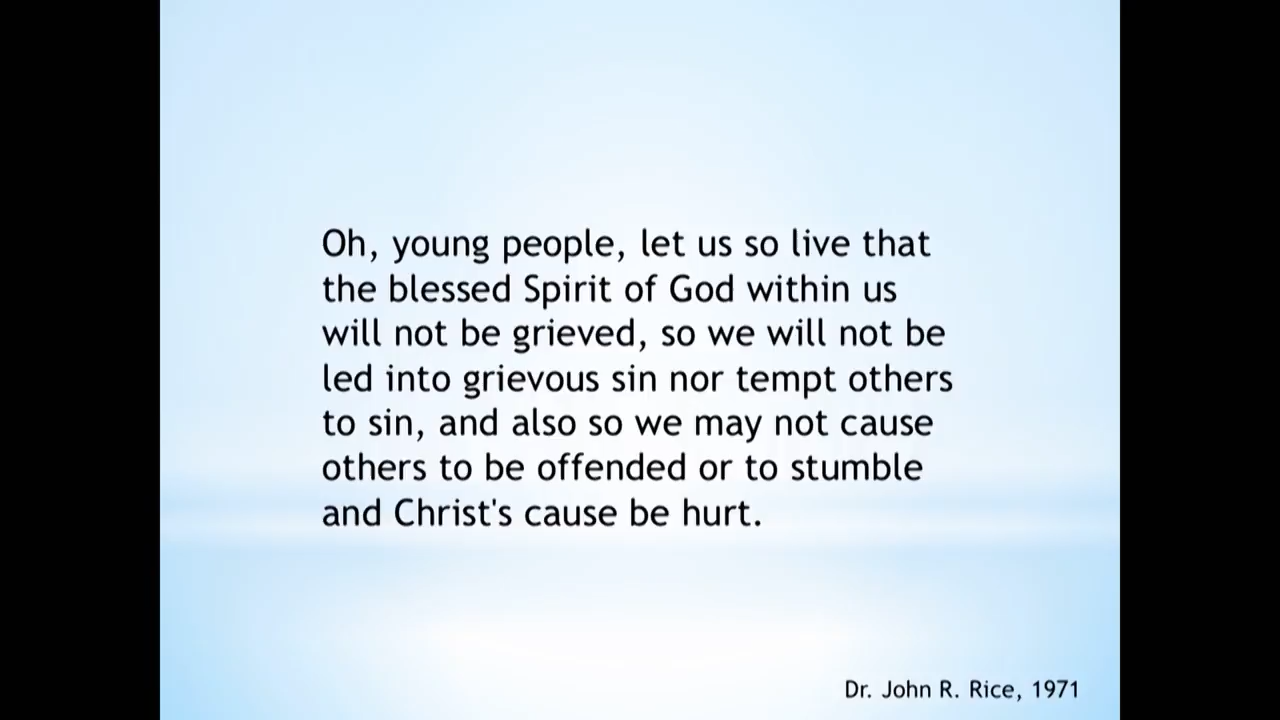 Oh, young people, let us so live that
the blessed Spirit of God within us
will not be grieved, so we will not be
led into grievous sin nor tempt others
to sin, and also so we may not cause
others to be offended or to stumble
and Christ's cause be hurt.
Dr. John R. Rice, 1971